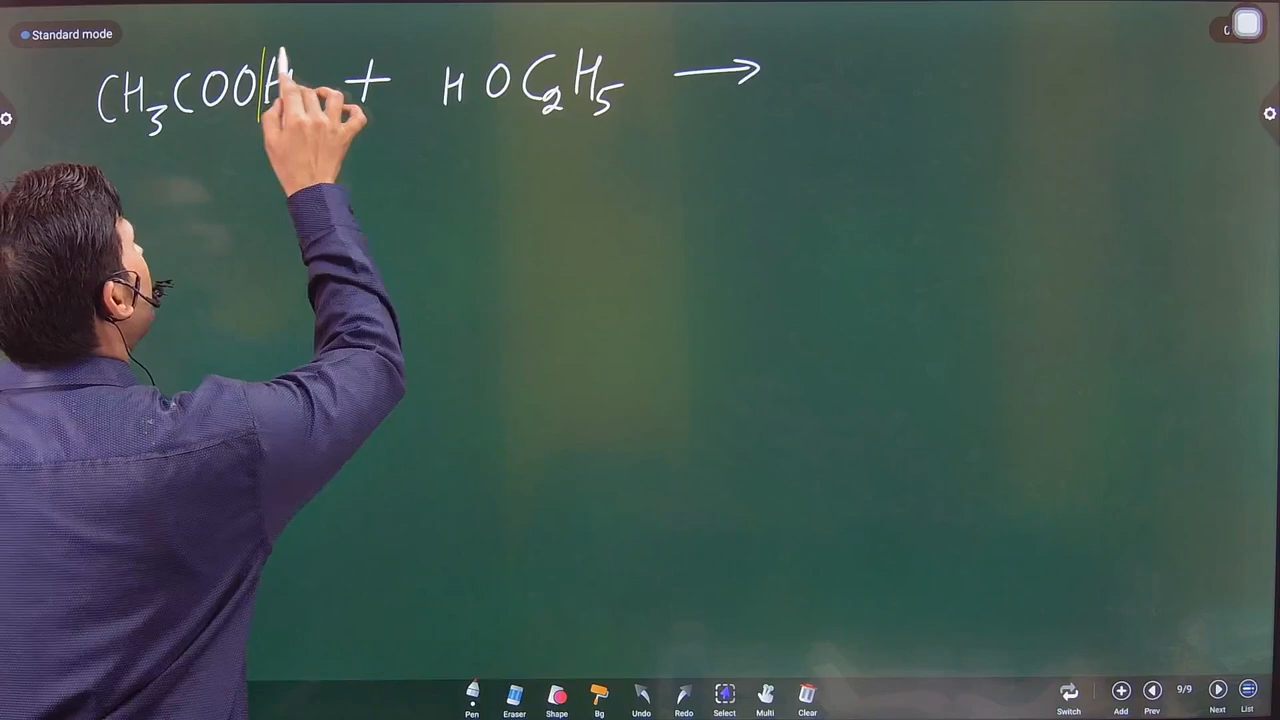 Standard mode
CH₃COOH + HOC₂H₅ ⟶
Pen Eraser Shape Bg Undo Redo Select Multi Clear Switch Add Prev 9/9 Next List